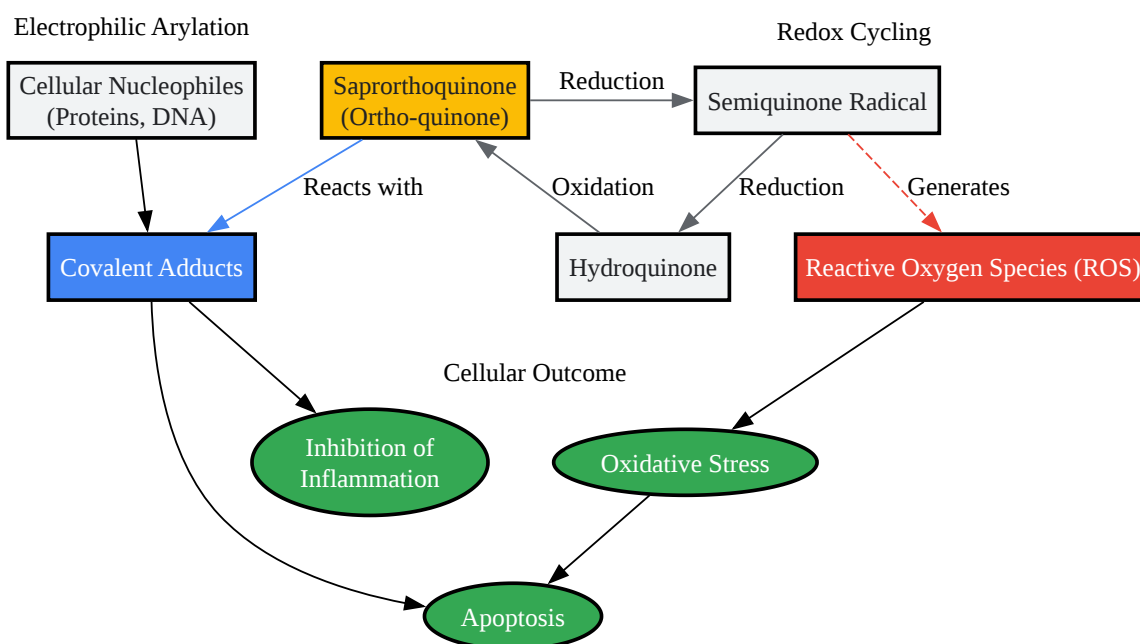 Electrophilic Arylation
Redox Cycling
Cellular Nucleophiles
(Proteins, DNA)
Saprorthoquinone
(Ortho-quinone)
Reduction
Semiquinone Radical
Reacts with
Oxidation
Reduction
Generates
Covalent Adducts
Hydroquinone
Reactive Oxygen Species (ROS)
Cellular Outcome
Inhibition of
Inflammation
Oxidative Stress
Apoptosis